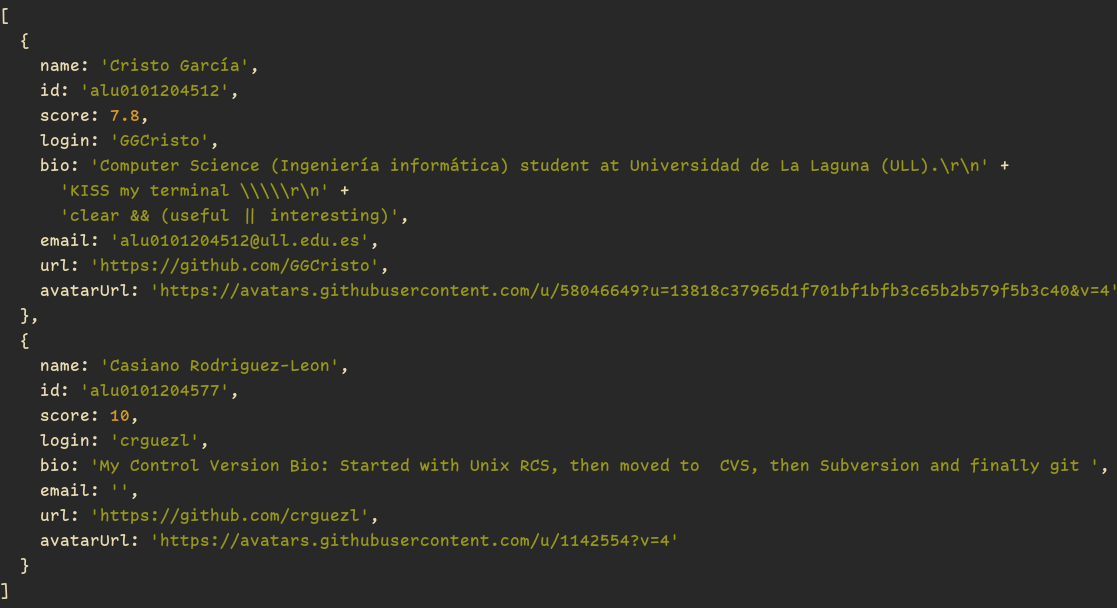 [
  {
    name: 'Cristo García',
    id: 'alu0101204512',
    score: 7.8,
    login: 'GGCristo',
    bio: 'Computer Science (Ingeniería informática) student at Universidad de La Laguna (ULL).\r\n' +
      'KISS my terminal \\\\\r\n' +
      'clear && (useful || interesting)',
    email: 'alu0101204512@ull.edu.es',
    url: 'https://github.com/GGCristo',
    avatarUrl: 'https://avatars.githubusercontent.com/u/58046649?u=13818c37965d1f701bf1bfb3c65b2b579f5b3c40&v=4'
  },
  {
    name: 'Casiano Rodriguez-Leon',
    id: 'alu0101204577',
    score: 10,
    login: 'crguezl',
    bio: 'My Control Version Bio: Started with Unix RCS, then moved to  CVS, then Subversion and finally git ',
    email: '',
    url: 'https://github.com/crguezl',
    avatarUrl: 'https://avatars.githubusercontent.com/u/1142554?v=4'
  }
]